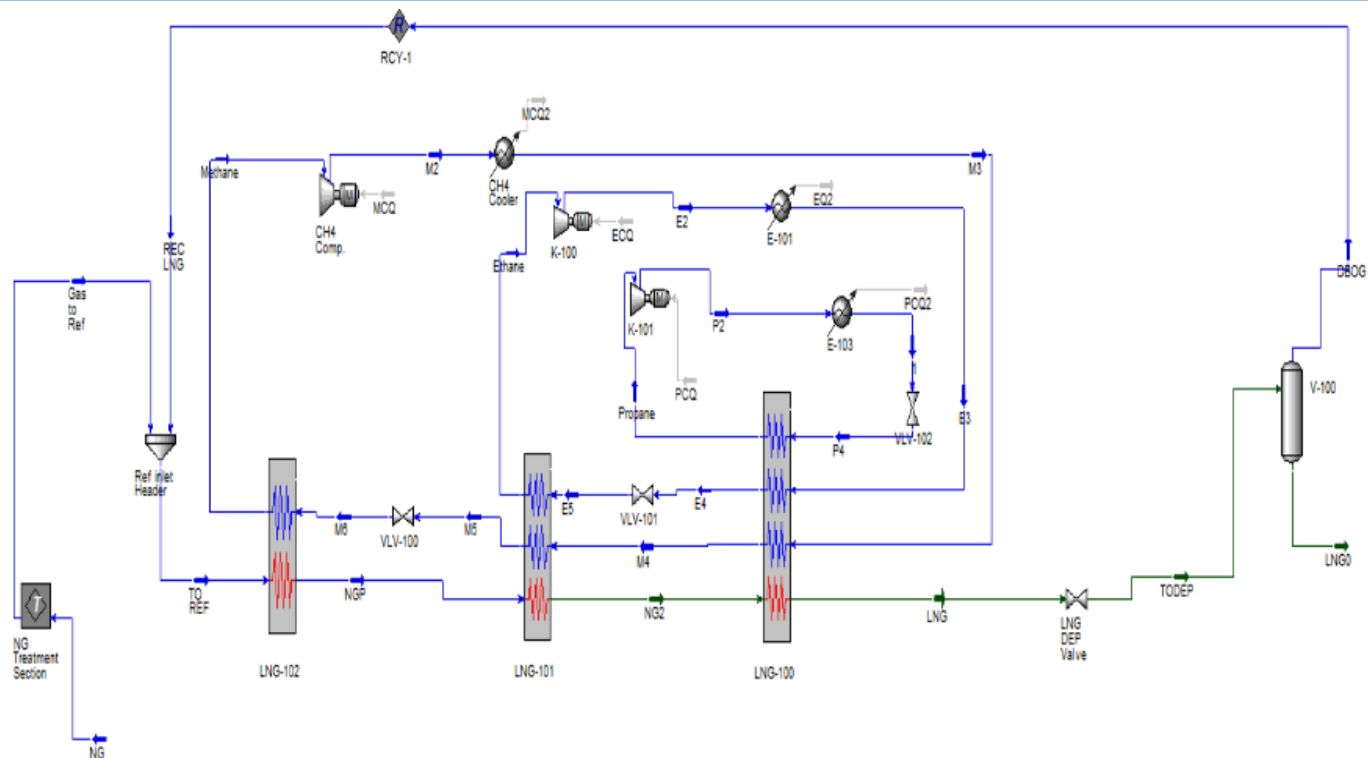 R
RCY-1
MCQ2
Methane
M2
CH4
Cooler
M3
M
MCQ
CH4
Comp.
EQ2
E2
E-101
M
ECQ
K-100
REC
LNG
Ethane
DBOG
Gas
to
Ref
M
K-101
P2
PCQ2
E-103
1
PCQ
Propane
V-100
E3
VLV-102
P4
Ref inlet
Header
E5
VLV-101
E4
M6
VLV-100
M5
M4
LNG0
TO
REF
NGP
NG2
LNG
TODEP
T
LNG
DEP
Valve
NG
Treatment
Section
LNG-102
LNG-101
LNG-100
NG